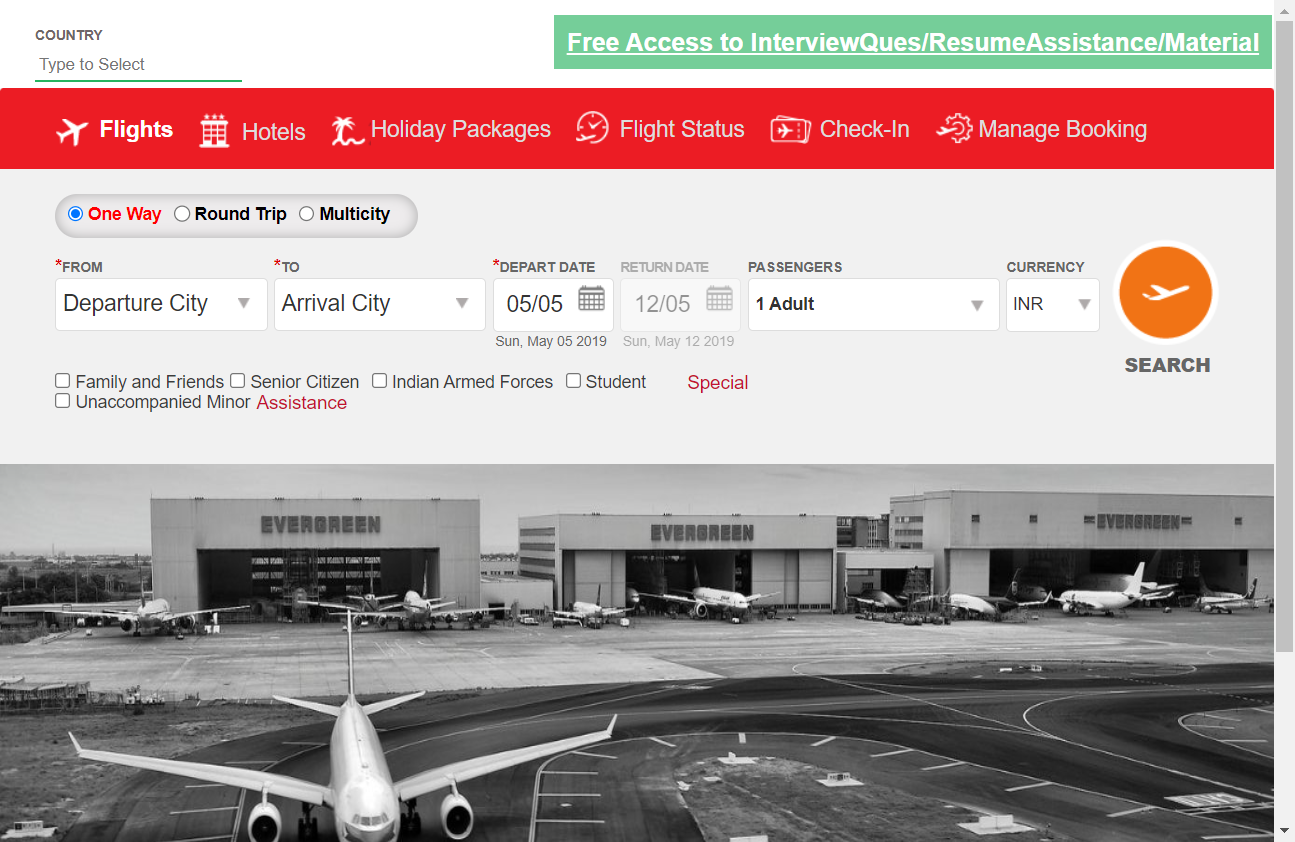 COUNTRY
Type to Select
Free Access to InterviewQues/ResumeAssistance/Material
Flights Hotels Holiday Packages Flight Status Check-In Manage Booking
One Way Round Trip Multicity
*FROM *TO *DEPART DATE RETURN DATE PASSENGERS CURRENCY
Departure City Arrival City 05/05 12/05 1 Adult INR
Sun, May 05 2019 Sun, May 12 2019
SEARCH
Family and Friends Senior Citizen Indian Armed Forces Student Special
Unaccompanied Minor Assistance
EVERGREEN EVERGREEN EVERGREEN